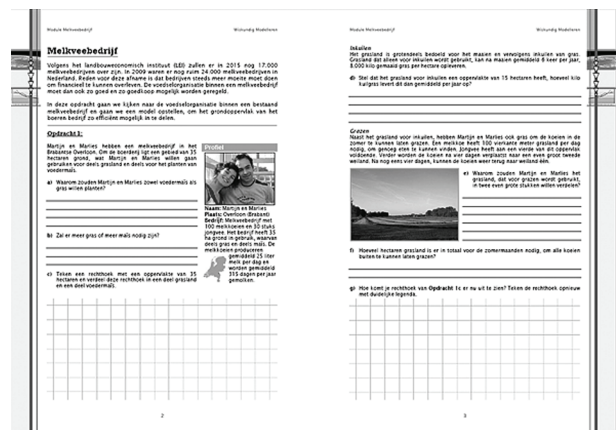 Module Melkveebedrijf
Wiskundig Modelleren
Melkveebedrijf
Volgens het landbouweconomisch instituut (LEI) zullen er in 2015 nog 17.000
melkveebedrijven over zijn. In 2009 waren er nog ruim 24.000 melkveebedrijven in
Nederland. Reden voor deze afname is dat bedrijven steeds meer moeite moet doen
om financieel te kunnen overleven. De voedselorganisatie binnen een melkveebedrijf
moet dan ook zo goed en zo goedkoop mogelijk worden geregeld.
In deze opdracht gaan we kijken naar de voedselorganisatie binnen een bestaand
melkveebedrijf en gaan we een model opstellen, om het grondoppervlak van het
boeren bedrijf zo efficiënt mogelijk in te delen.
Opdracht 1:
Martijn en Marlies hebben een melkveebedrijf in het
Brabantse Overloon. Om de boerderij ligt een gebied van 35
hectaren grond, wat Martijn en Marlies willen gaan
gebruiken voor deels grasland en deels voor het planten van
voedermaïs.
a) Waarom zouden Martijn en Marlies zowel voedermaïs als
gras willen planten?
b) Zal er meer gras of meer maïs nodig zijn?
c) Teken een rechthoek met een oppervlakte van 35
hectaren en verdeel deze rechthoek in een deel grasland
en een deel voedermaïs.
Profiel
Naam: Martijn en Marlies
Plaats: Overloon (Brabant)
Bedrijf: Melkveebedrijf met
100 melkkoeien en 30 stuks
jongvee. Het bedrijf heeft 35
ha grond in gebruik, waarvan
deels gras en deels maïs. De
melkkoeien produceren
gemiddeld 25 liter
melk per dag en
worden gemiddeld
315 dagen per jaar
gemolken.
2
Module Melkveebedrijf
Wiskundig Modelleren
Inkuilen
Het grasland is grotendeels bedoeld voor het maaien en vervolgens inkuilen van gras.
Grasland dat alleen voor inkuilen wordt gebruikt, kan na maaien gemiddeld 6 keer per jaar,
8.000 kilo gemaaid gras per hectare opleveren.
d) Stel dat het grasland voor inkuilen een oppervlakte van 15 hectaren heeft, hoeveel kilo
kuilgras levert dit dan gemiddeld per jaar op?
Grazen
Naast het grasland voor inkuilen, hebben Martijn en Marlies ook gras om de koeien in de
zomer te kunnen laten grazen. Een melkkoe heeft 100 vierkante meter grasland per dag
nodig, om genoeg eten te kunnen vinden. Jongvee heeft aan een vierde van dit oppervlak
voldoende. Verder worden de koeien na vier dagen verplaatst naar een even groot tweede
weiland. Na nog eens vier dagen, kunnen de koeien weer terug naar weiland één.
e) Waarom zouden Martijn en Marlies het
grasland, dat voor grazen wordt gebruikt,
in twee even grote stukken willen verdelen?
f) Hoeveel hectaren grasland is er in totaal voor de zomermaanden nodig, om alle koeien
buiten te kunnen laten grazen?
g) Hoe komt je rechthoek van Opdracht 1c er nu uit te zien? Teken de rechthoek opnieuw
met duidelijke legenda.
3